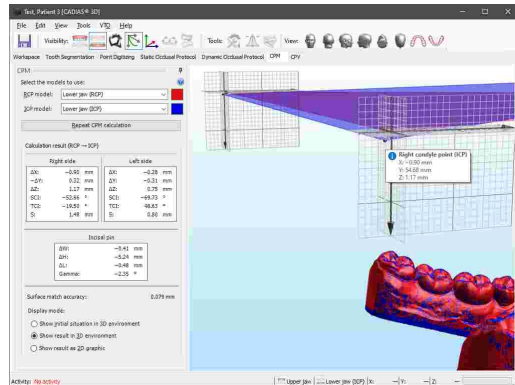 Test, Patient 3 [CADIAS® 3D]
File Edit View Tools VTO Help
Visibility: Tools: View:
Workspace Tooth Segmentation Point Digitizing Static Occlusal Protocol Dynamic Occlusal Protocol CPM CPV
CPM
Select the models to use:
RCP model: Lower jaw (RCP)
ICP model: Lower jaw (ICP)
Repeat CPM calculation
Calculation result (RCP → ICP)
Right side Left side
ΔX: −0.90 mm ΔX: −0.28 mm
−ΔY: 0.32 mm ΔY: −0.31 mm
ΔZ: 1.17 mm ΔZ: 0.75 mm
SCI: −52.66 ° SCI: −69.73 °
TCI: −19.50 ° TCI: 48.63 °
S: 1.48 mm S: 0.80 mm
Incisal pin
ΔW: −0.41 mm
ΔH: −5.24 mm
ΔL: −0.48 mm
Gamma: −2.35 °
Surface match accuracy: 0.079 mm
Display mode:
Show initial situation in 3D environment
Show result in 3D environment
Show result as 2D graphic
Right condyle point (ICP)
X: −0.90 mm
Y: 54.68 mm
Z: 1.17 mm
Activity: No activity Upper jaw Lower jaw (ICP) X: — Y: — Z: —